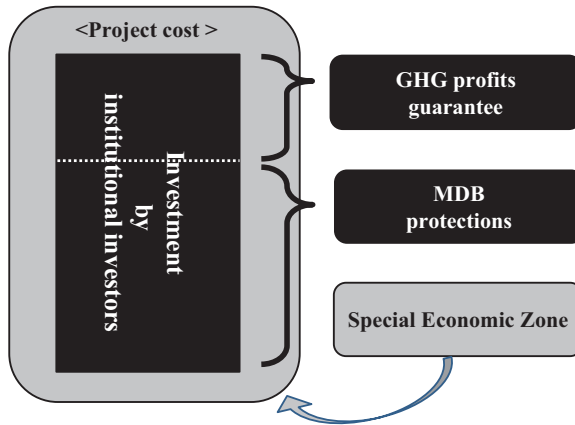 <Project cost >
Investment
by
institutional investors
GHG profits
guarantee
MDB
protections
Special Economic Zone